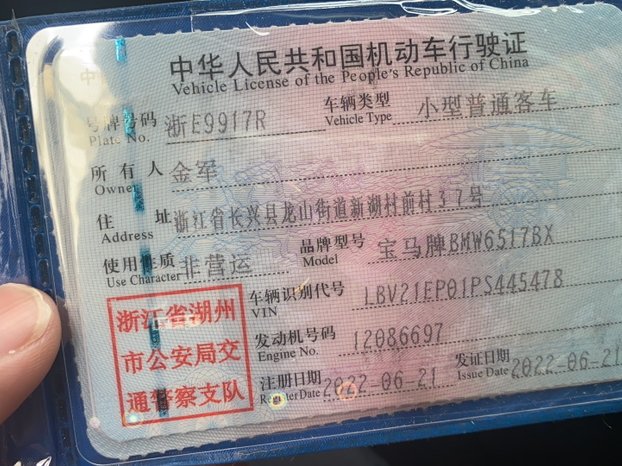 中华人民共和国机动车行驶证
Vehicle License of the People's Republic of China
号牌号码 浙E9917R 车辆类型 小型普通客车
Plate No. Vehicle Type
所有人 金军
Owner
住址 浙江省长兴县龙山街道新湖村前村37号
Address
使用性质 非营运 品牌型号 宝马牌BMW6517BX
Use Character Model
浙江省湖州
市公安局交
通警察支队
车辆识别代号 LBV21EP01PS445478
VIN
发动机号码 12086697
Engine No.
注册日期 2022-06-21 发证日期 2022-06-21
Register Date Issue Date